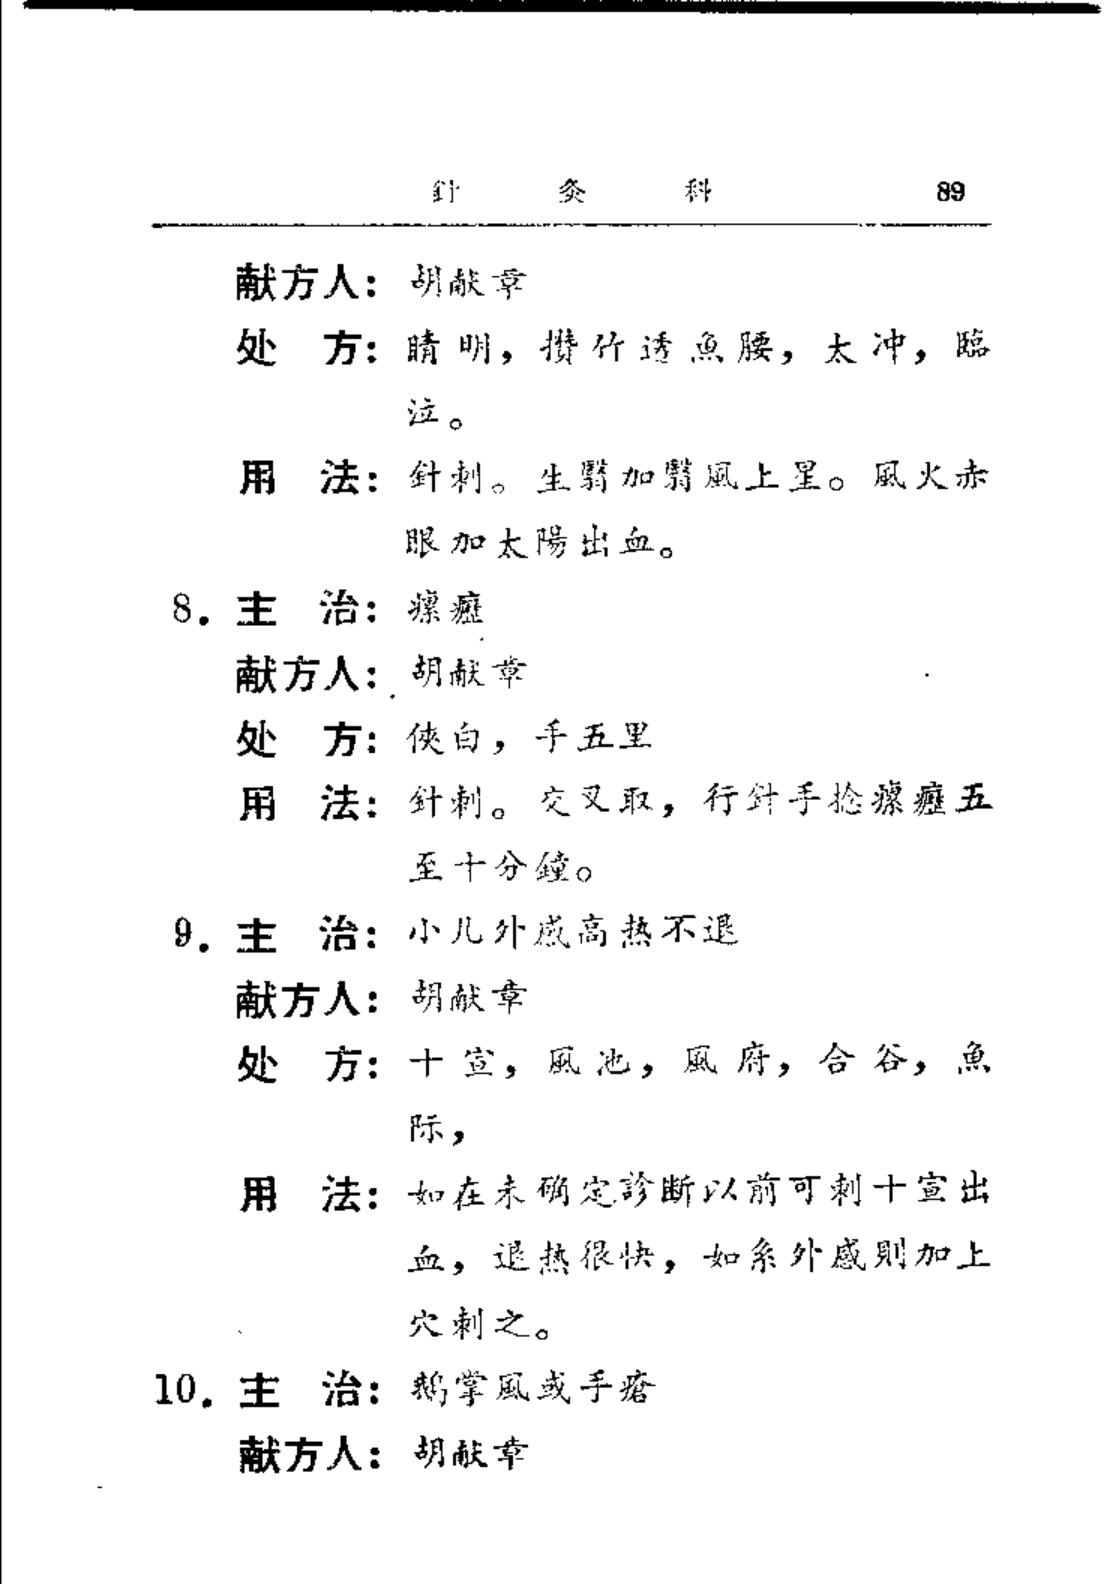 針灸科 89
献方人：胡献章
处方：睛明，攢竹透魚腰，太冲，臨
泣。
用法：針刺。生翳加翳風上星。風火赤
眼加太陽出血。
8．主治：瘰癧
献方人：胡献章
处方：俠白，手五里
用法：針刺。交叉取，行針手捻瘰癧五
至十分鐘。
9．主治：小儿外感高热不退
献方人：胡献章
处方：十宣，風池，風府，合谷，魚
际，
用法：如在未确定診断以前可刺十宣出
血，退热很快，如系外感則加上
穴刺之。
10．主治：鵝掌風或手瘡
献方人：胡献章